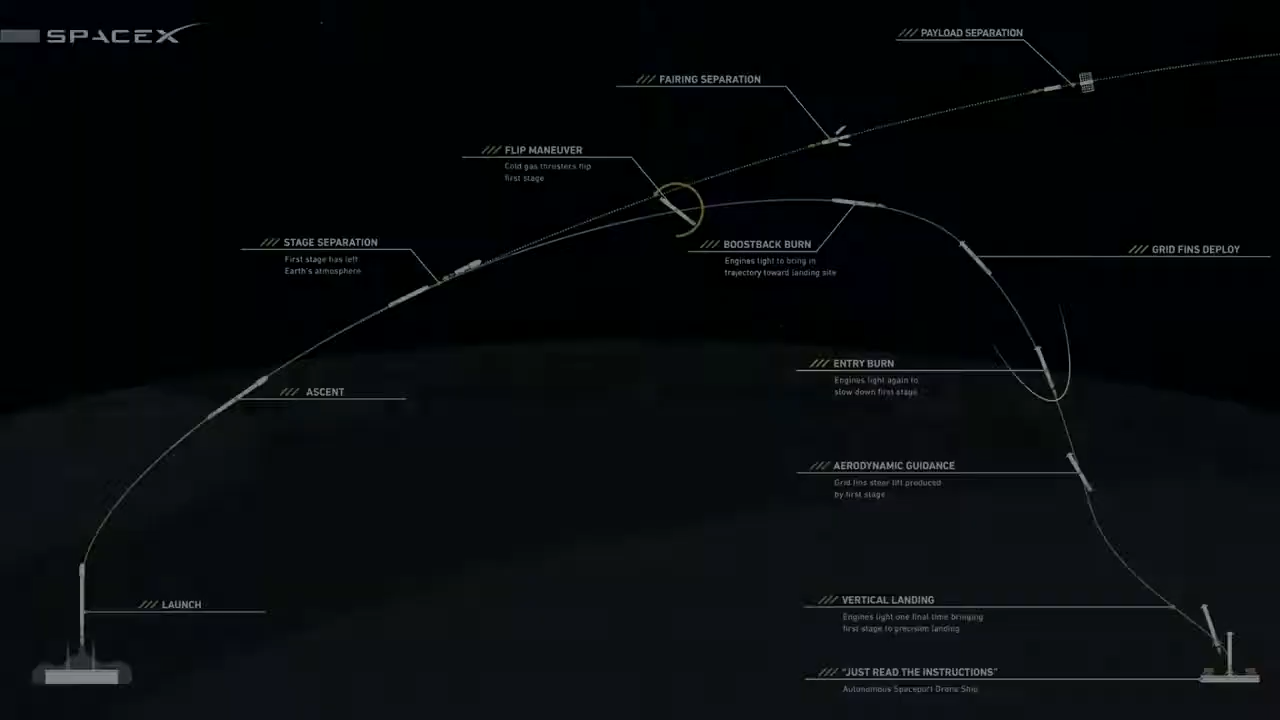 SPACEX
/// PAYLOAD SEPARATION
/// FAIRING SEPARATION
/// FLIP MANEUVER
Cold gas thrusters flip
first stage
/// STAGE SEPARATION
First stage has left
Earth's atmosphere
/// BOOSTBACK BURN
Engines light to bring in
trajectory toward landing site
/// GRID FINS DEPLOY
/// ENTRY BURN
Engines light again to
slow down first stage
/// ASCENT
/// AERODYNAMIC GUIDANCE
Grid fins steer lift produced
by first stage
/// LAUNCH
/// VERTICAL LANDING
Engines light one final time bringing
first stage to precision landing
/// "JUST READ THE INSTRUCTIONS"
Autonomous Spaceport Drone Ship